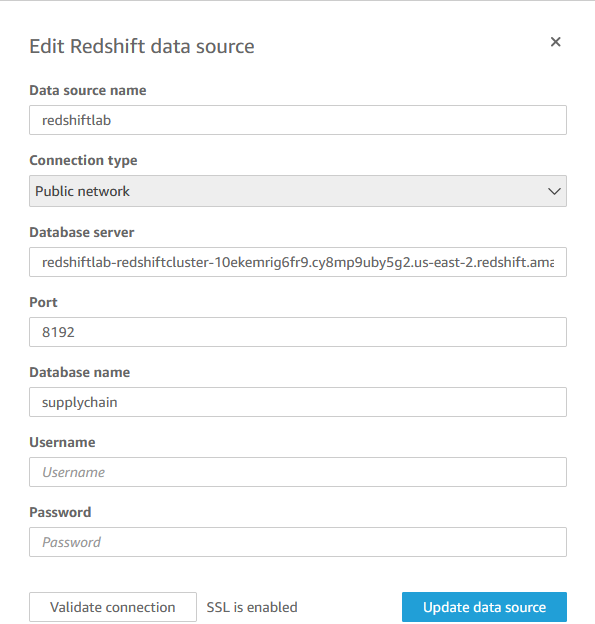 Edit Redshift data source
Data source name
redshiftlab
Connection type
Public network
Database server
redshiftlab-redshiftcluster-10ekemrig6fr9.cy8mp9uby5g2.us-east-2.redshift.ama
Port
8192
Database name
supplychain
Username
Username
Password
Password
Validate connection SSL is enabled Update data source